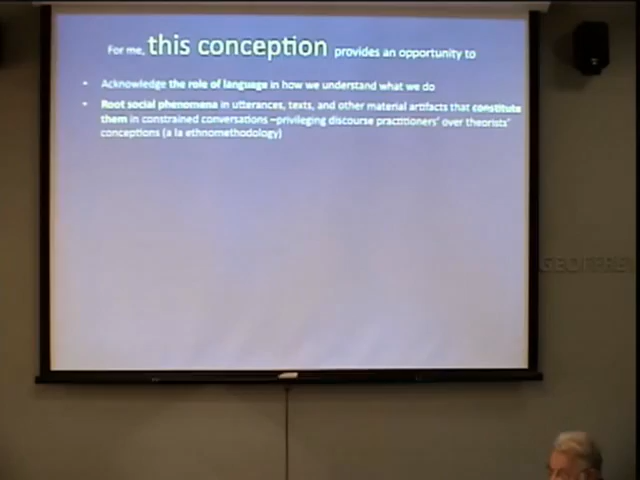 For me, this conception provides an opportunity to
• Acknowledge the role of language in how we understand what we do
• Root social phenomena in utterances, texts, and other material artifacts that constitute
them in constrained conversations –privileging discourse practitioners' over theorists'
conceptions (a la ethnomethodology)
GEOFFRE